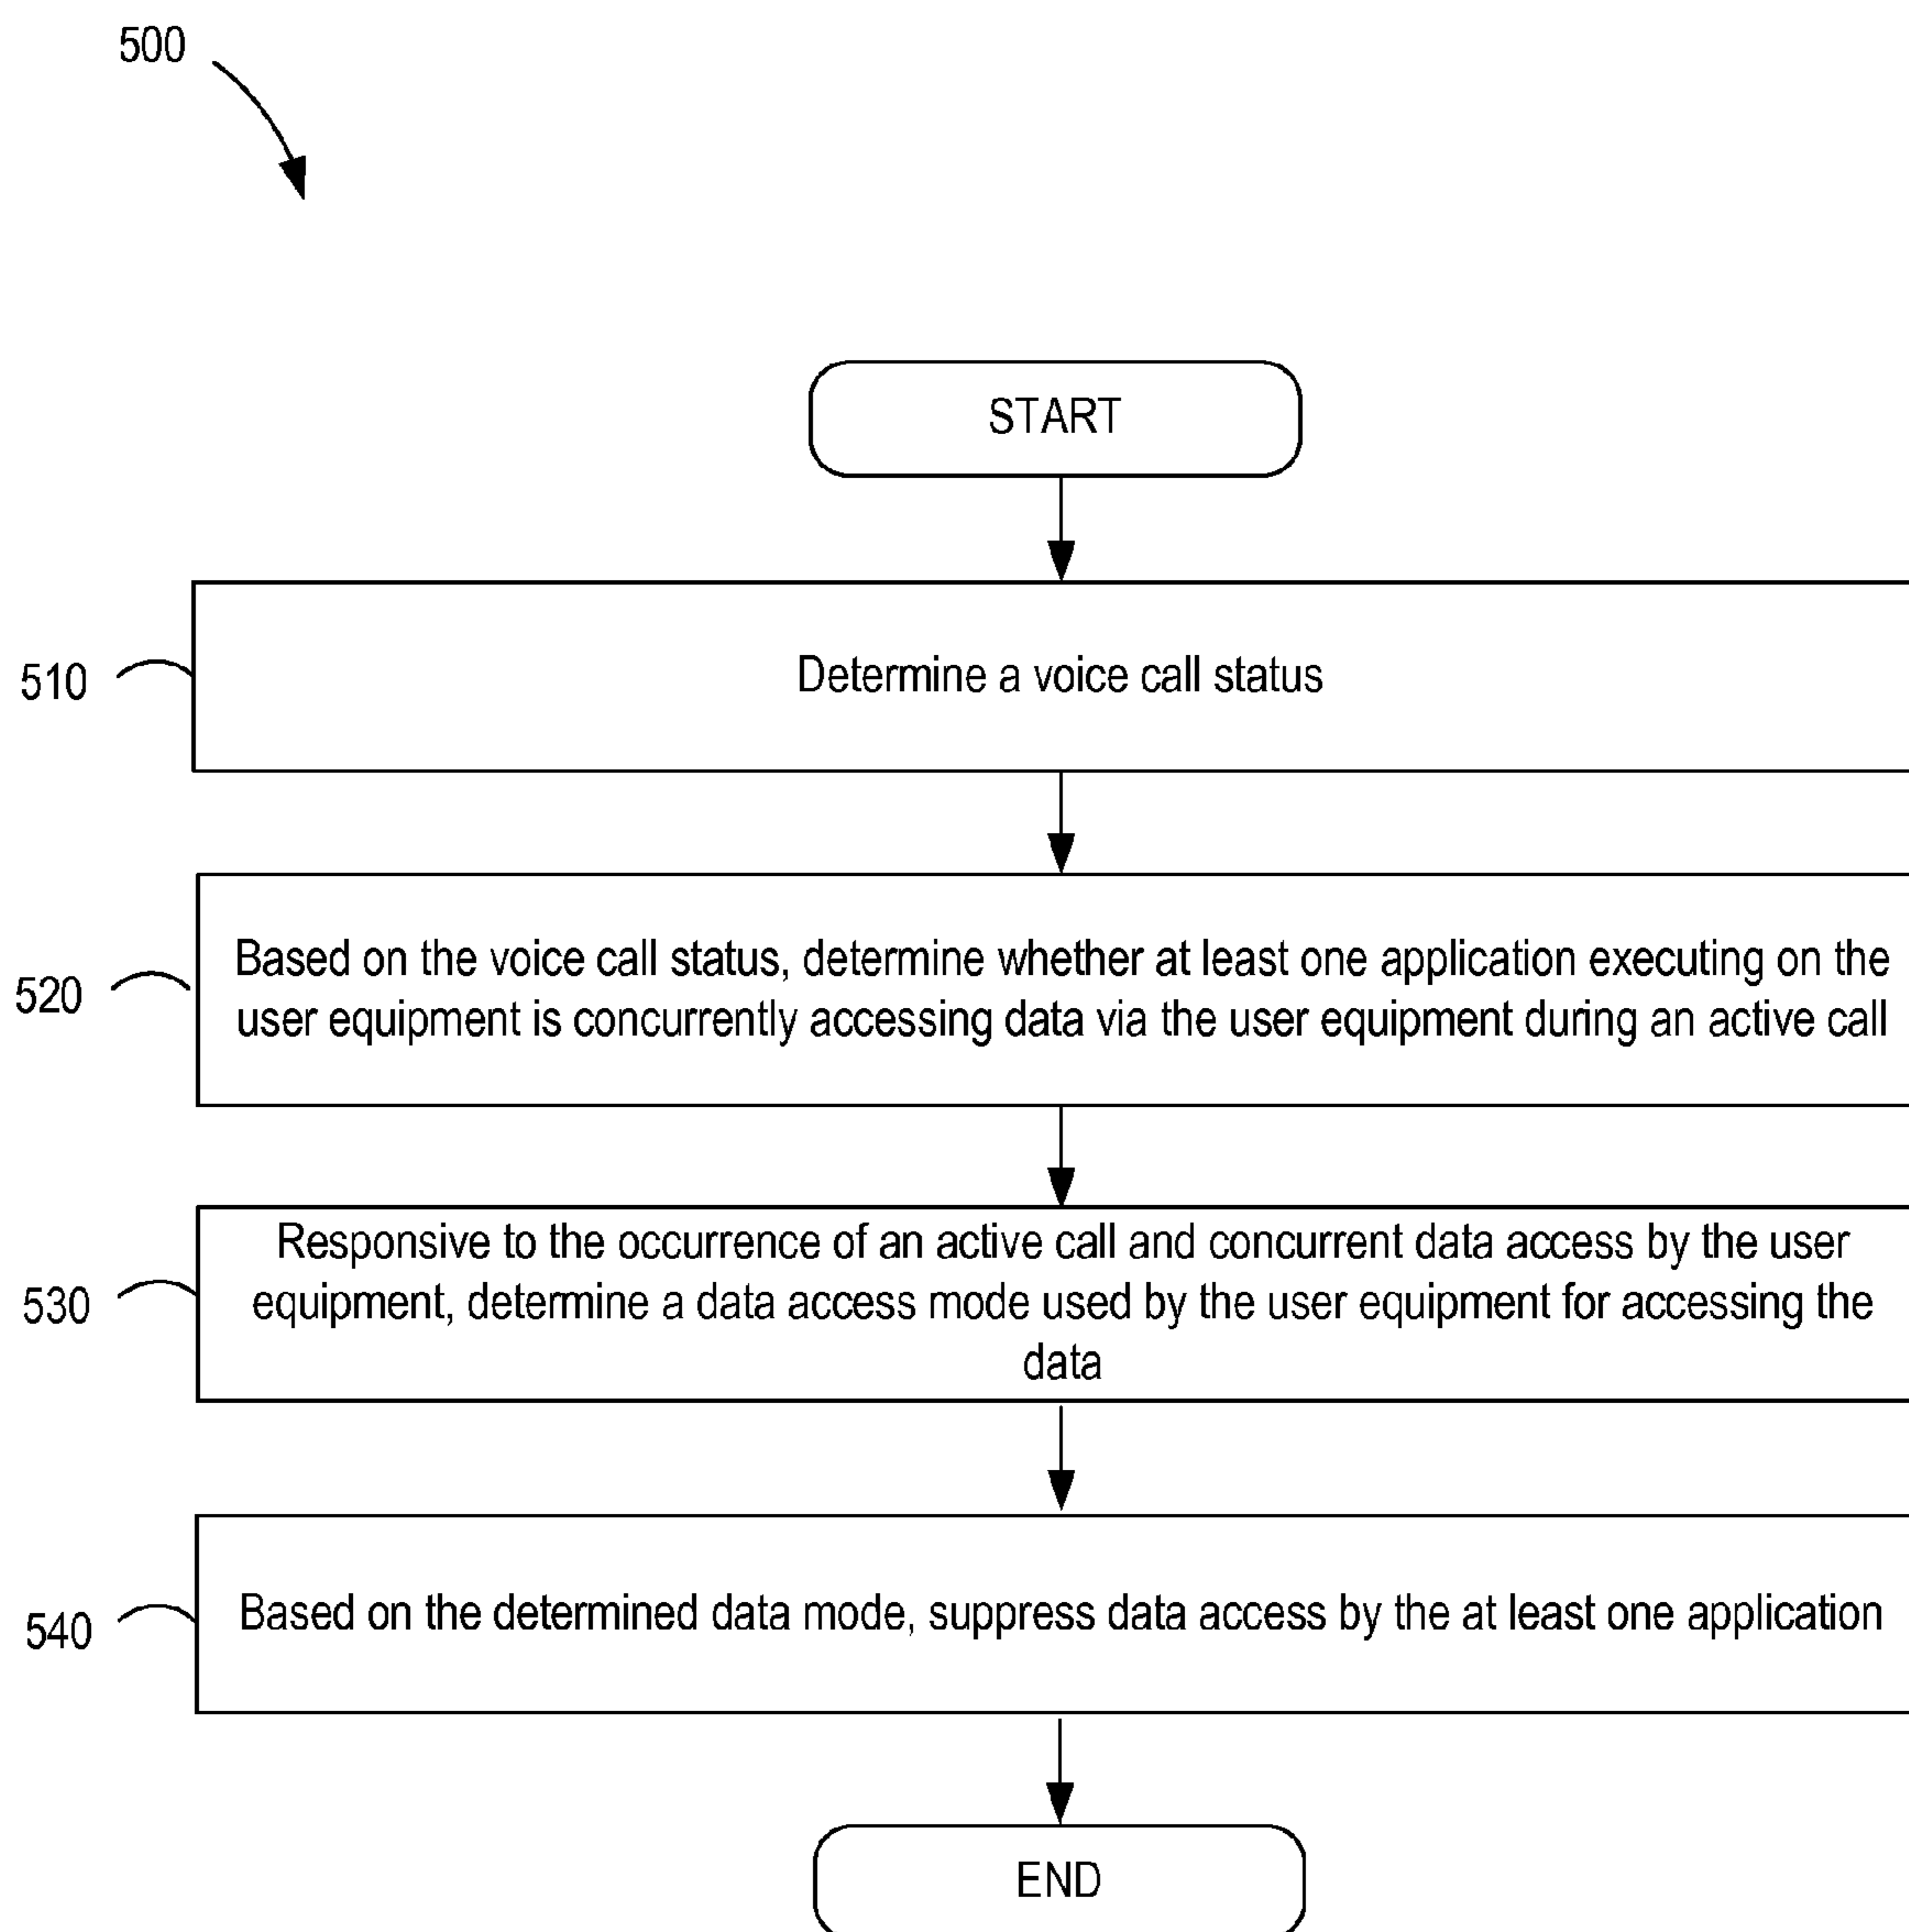 500
START
510
Determine a voice call status
520
Based on the voice call status, determine whether at least one application executing on the
user equipment is concurrently accessing data via the user equipment during an active call
530
Responsive to the occurrence of an active call and concurrent data access by the user
equipment, determine a data access mode used by the user equipment for accessing the
data
540
Based on the determined data mode, suppress data access by the at least one application
END